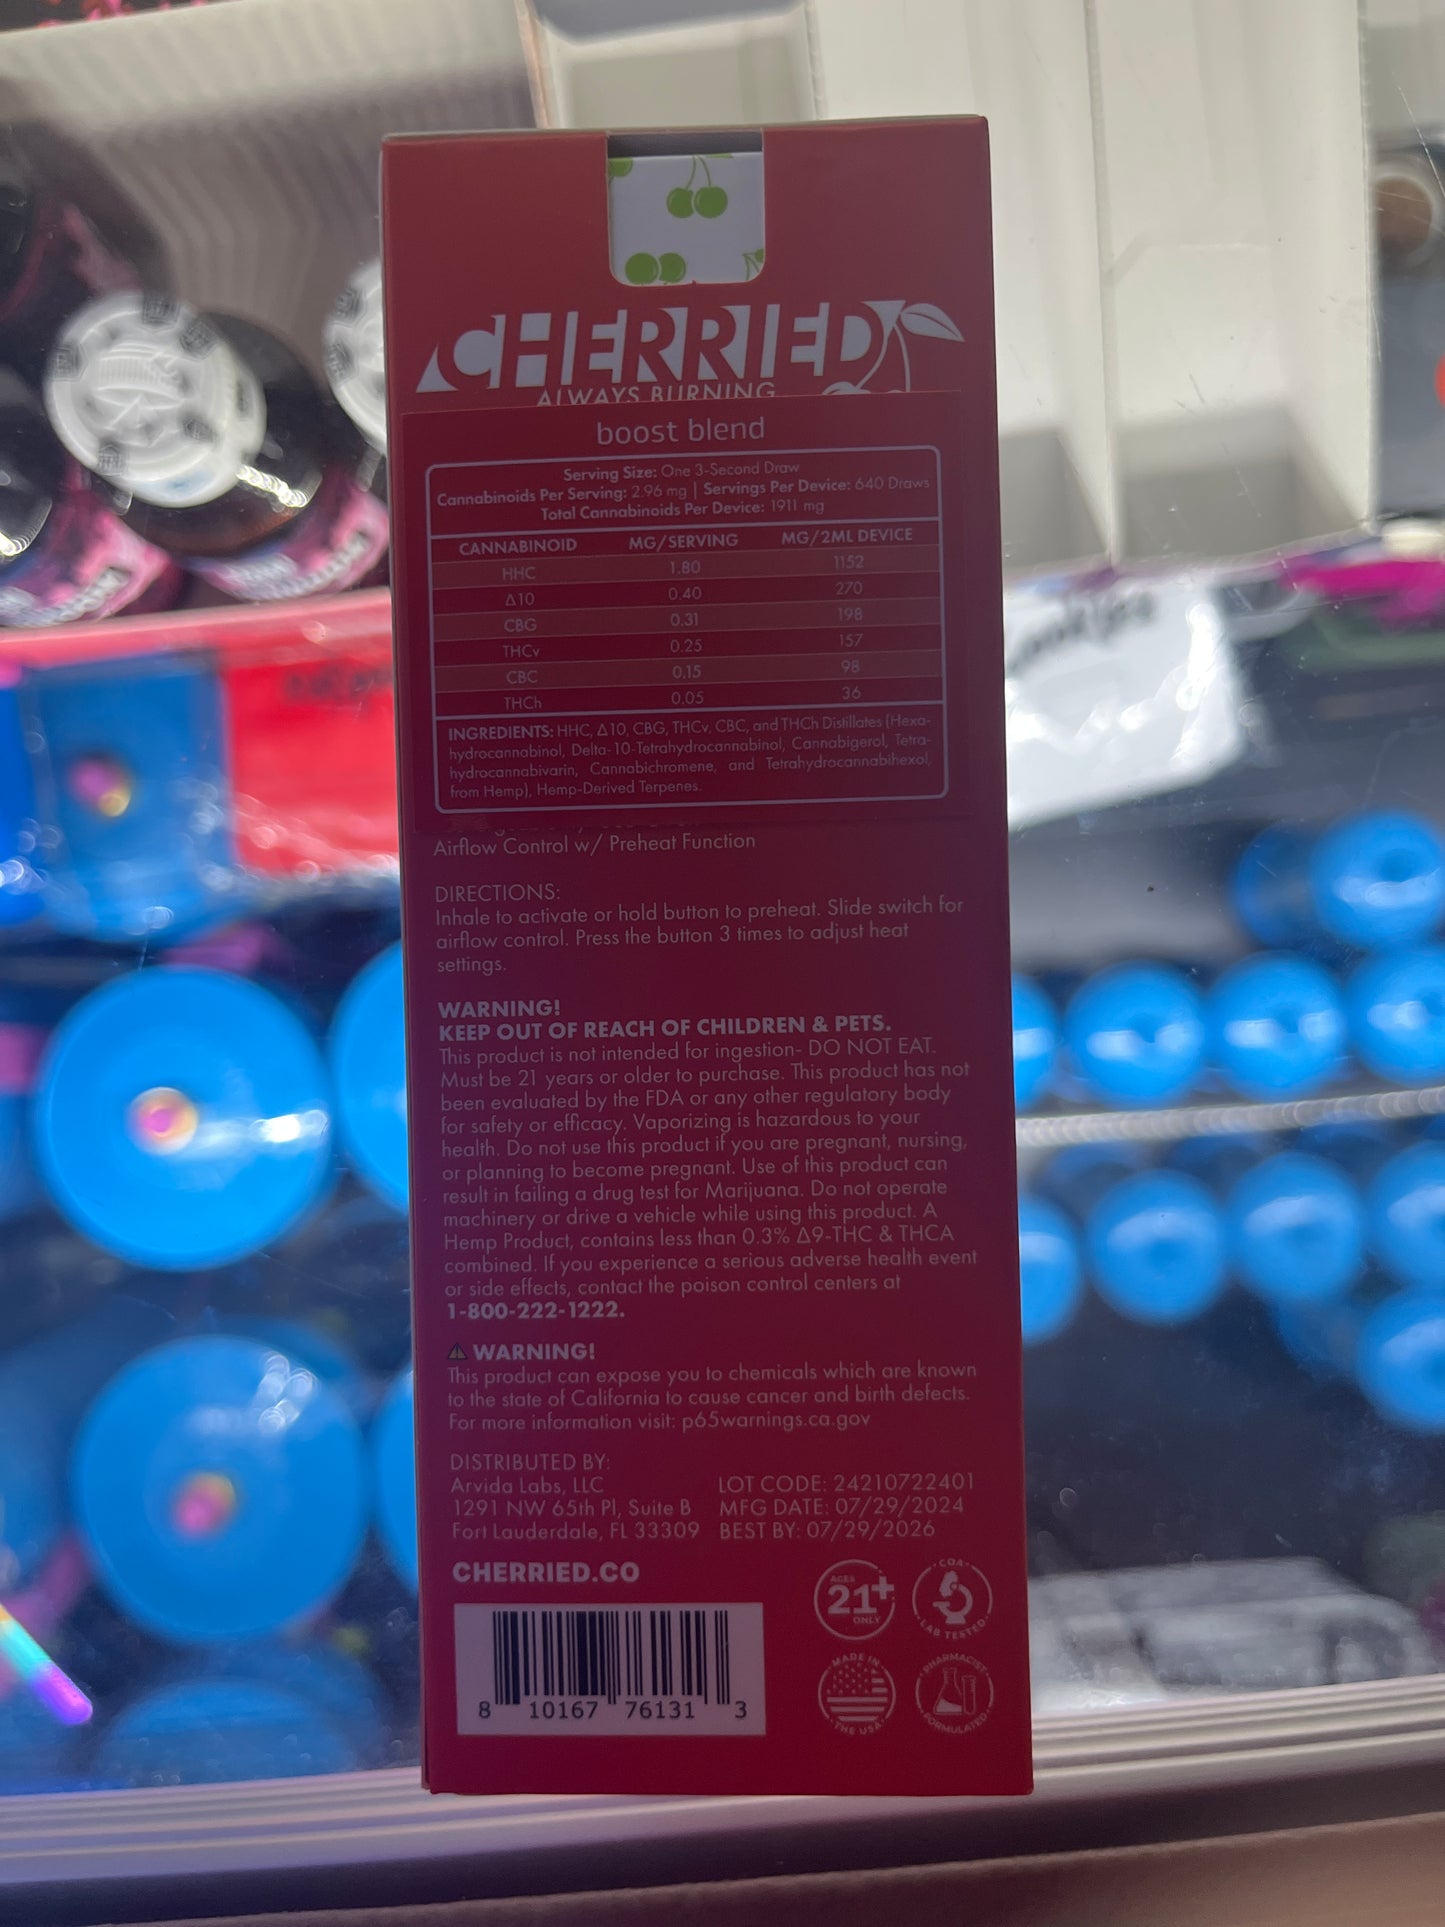 CHERRIED
ALWAYS BURNING
boost blend
Serving Size: One 3-Second Draw
Cannabinoids Per Serving: 2.96 mg | Servings Per Device: 640 Draws
Total Cannabinoids Per Device: 1911 mg
CANNABINOID MG/SERVING MG/2ML DEVICE
HHC 1.80 1152
Δ10 0.40 270
CBG 0.31 198
THCv 0.25 157
CBC 0.15 98
THCh 0.05 36
INGREDIENTS: HHC, Δ10, CBG, THCv, CBC, and THCh Distillates (Hexa-
hydrocannabinol, Delta-10-Tetrahydrocannabinol, Cannabigerol, Tetra-
hydrocannabivarin, Cannabichromene, and Tetrahydrocannabihexol,
from Hemp), Hemp-Derived Terpenes.
Airflow Control w/ Preheat Function
DIRECTIONS:
Inhale to activate or hold button to preheat. Slide switch for
airflow control. Press the button 3 times to adjust heat
settings.
WARNING!
KEEP OUT OF REACH OF CHILDREN & PETS.
This product is not intended for ingestion- DO NOT EAT.
Must be 21 years or older to purchase. This product has not
been evaluated by the FDA or any other regulatory body
for safety or efficacy. Vaporizing is hazardous to your
health. Do not use this product if you are pregnant, nursing,
or planning to become pregnant. Use of this product can
result in failing a drug test for Marijuana. Do not operate
machinery or drive a vehicle while using this product. A
Hemp Product, contains less than 0.3% Δ9-THC & THCA
combined. If you experience a serious adverse health event
or side effects, contact the poison control centers at
1-800-222-1222.
⚠ WARNING!
This product can expose you to chemicals which are known
to the state of California to cause cancer and birth defects.
For more information visit: p65warnings.ca.gov
DISTRIBUTED BY:
Arvida Labs, LLC LOT CODE: 24210722401
1291 NW 65th Pl, Suite B MFG DATE: 07/29/2024
Fort Lauderdale, FL 33309 BEST BY: 07/29/2026
CHERRIED.CO
AGES 21+ ONLY
COA LAB TESTED
MADE IN THE USA
PHARMACIST FORMULATED
8 10167 76131 3